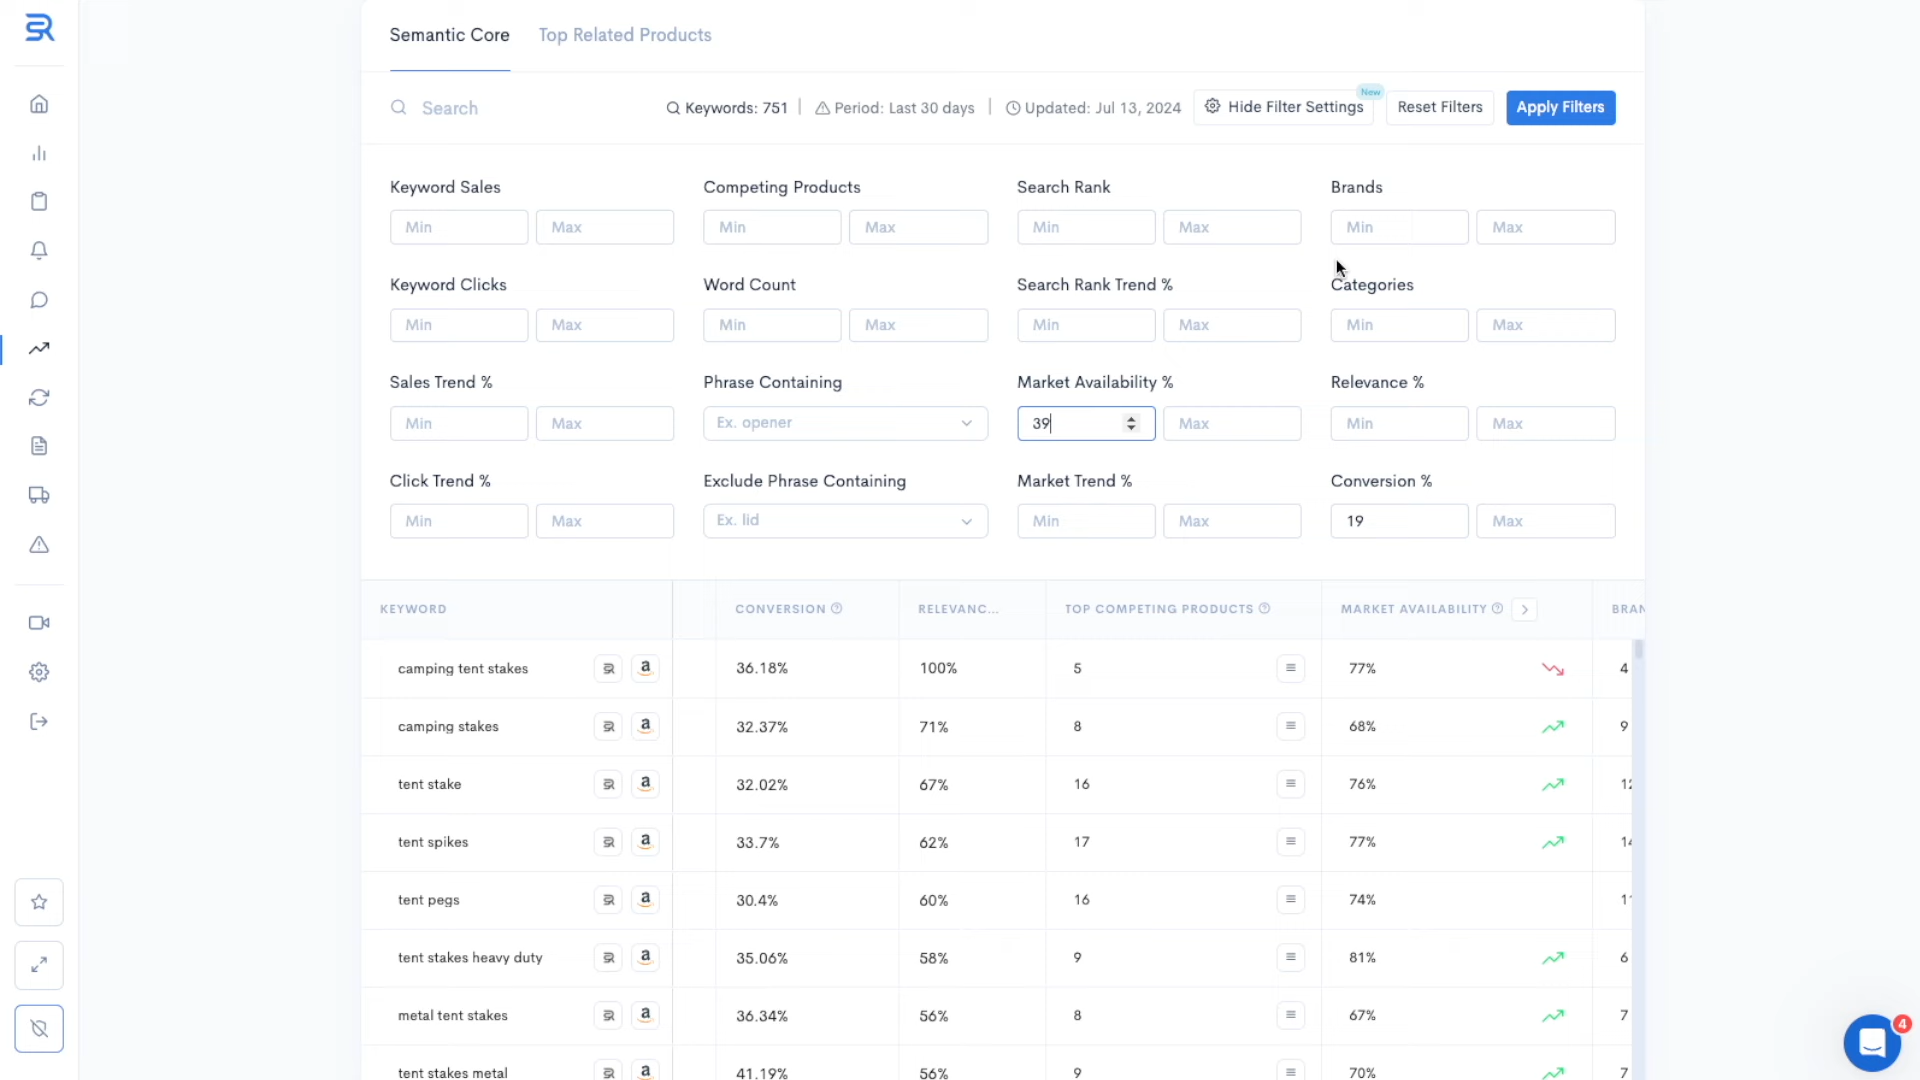 Semantic Core Top Related Products
Search Keywords: 751 Period: Last 30 days Updated: Jul 13, 2024 Hide Filter Settings New Reset Filters Apply Filters
Keyword Sales Competing Products Search Rank Brands
Min Max Min Max Min Max Min Max
Keyword Clicks Word Count Search Rank Trend % Categories
Min Max Min Max Min Max Min Max
Sales Trend % Phrase Containing Market Availability % Relevance %
Min Max Ex. opener 39 Max Min Max
Click Trend % Exclude Phrase Containing Market Trend % Conversion %
Min Max Ex. lid Min Max 19 Max
KEYWORD CONVERSION RELEVANC... TOP COMPETING PRODUCTS MARKET AVAILABILITY BRAN
camping tent stakes a 36.18% 100% 5 77% 4
camping stakes a 32.37% 71% 8 68% 9
tent stake a 32.02% 67% 16 76% 12
tent spikes a 33.7% 62% 17 77% 14
tent pegs a 30.4% 60% 16 74% 11
tent stakes heavy duty a 35.06% 58% 9 81% 6
metal tent stakes a 36.34% 56% 8 67% 7
tent stakes metal a 41.19% 56% 9 70% 7
4